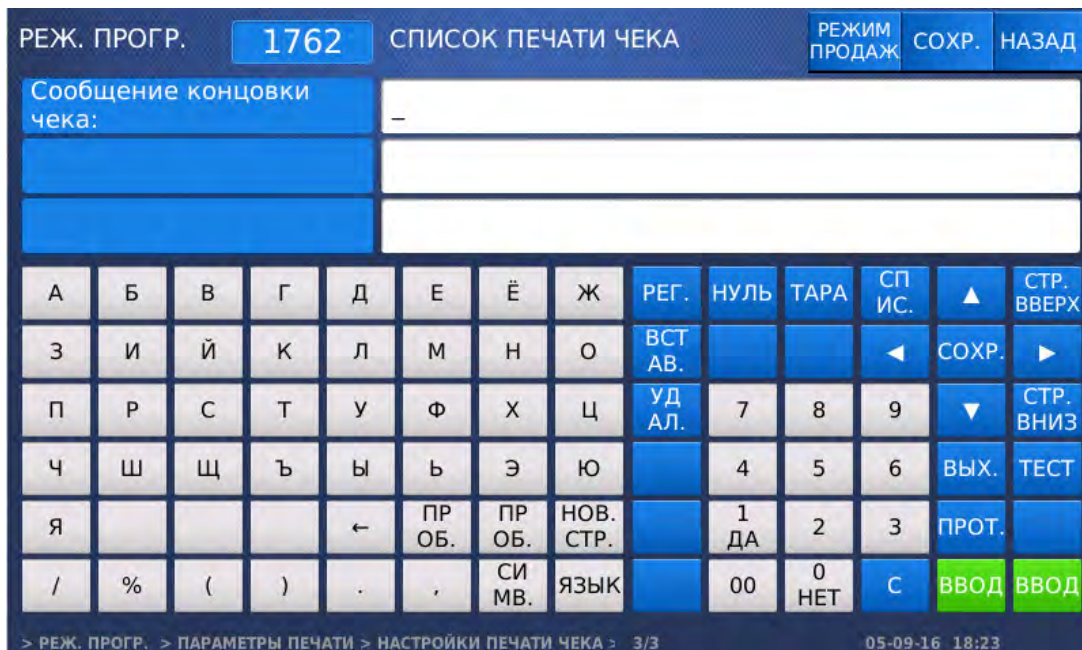 РЕЖ. ПРОГР. 1762 СПИСОК ПЕЧАТИ ЧЕКА РЕЖИМ ПРОДАЖ СОХР. НАЗАД
Сообщение концовки
чека:
_
А Б В Г Д Е Ё Ж РЕГ. НУЛЬ ТАРА СП ИС. ▲ СТР. ВВЕРХ
З И Й К Л М Н О ВСТ АВ. ◄ СОХР. ►
П Р С Т У Ф Х Ц УД АЛ. 7 8 9 ▼ СТР. ВНИЗ
Ч Ш Щ Ъ Ы Ь Э Ю 4 5 6 ВЫХ. ТЕСТ
Я ← ПР ОБ. ПР ОБ. НОВ. СТР. 1 ДА 2 3 ПРОТ.
/ % ( ) . , СИ МВ. ЯЗЫК 00 0 НЕТ С ВВОД ВВОД
> РЕЖ. ПРОГР. > ПАРАМЕТРЫ ПЕЧАТИ > НАСТРОЙКИ ПЕЧАТИ ЧЕКА > 3/3 05-09-16 18:23